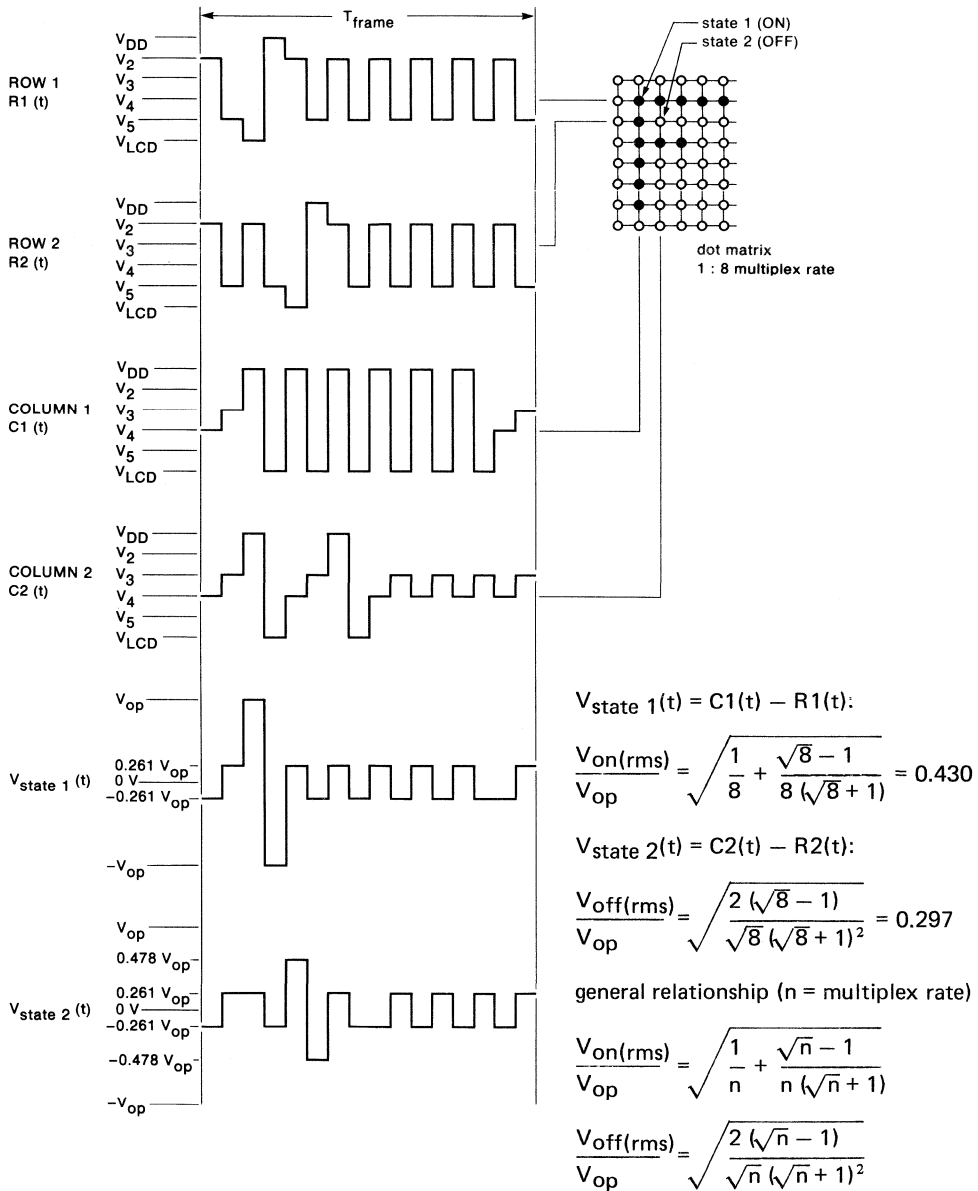 T_frame
ROW 1
R1 (t)
V_DD
V_2
V_3
V_4
V_5
V_LCD
ROW 2
R2 (t)
V_DD
V_2
V_3
V_4
V_5
V_LCD
COLUMN 1
C1 (t)
V_DD
V_2
V_3
V_4
V_5
V_LCD
COLUMN 2
C2 (t)
V_DD
V_2
V_3
V_4
V_5
V_LCD
V_state 1 (t)
V_op
0.261 V_op
0 V
−0.261 V_op
−V_op
V_state 2 (t)
V_op
0.478 V_op
0.261 V_op
0 V
−0.261 V_op
−0.478 V_op
−V_op
state 1 (ON)
state 2 (OFF)
dot matrix
1 : 8 multiplex rate
V_state 1(t) = C1(t) − R1(t):
V_on(rms) / V_op = √(1/8 + (√8 − 1) / (8 (√8 + 1))) = 0.430
V_state 2(t) = C2(t) − R2(t):
V_off(rms) / V_op = √(2 (√8 − 1) / (√8 (√8 + 1)²)) = 0.297
general relationship (n = multiplex rate)
V_on(rms) / V_op = √(1/n + (√n − 1) / (n (√n + 1)))
V_off(rms) / V_op = √(2 (√n − 1) / (√n (√n + 1)²))